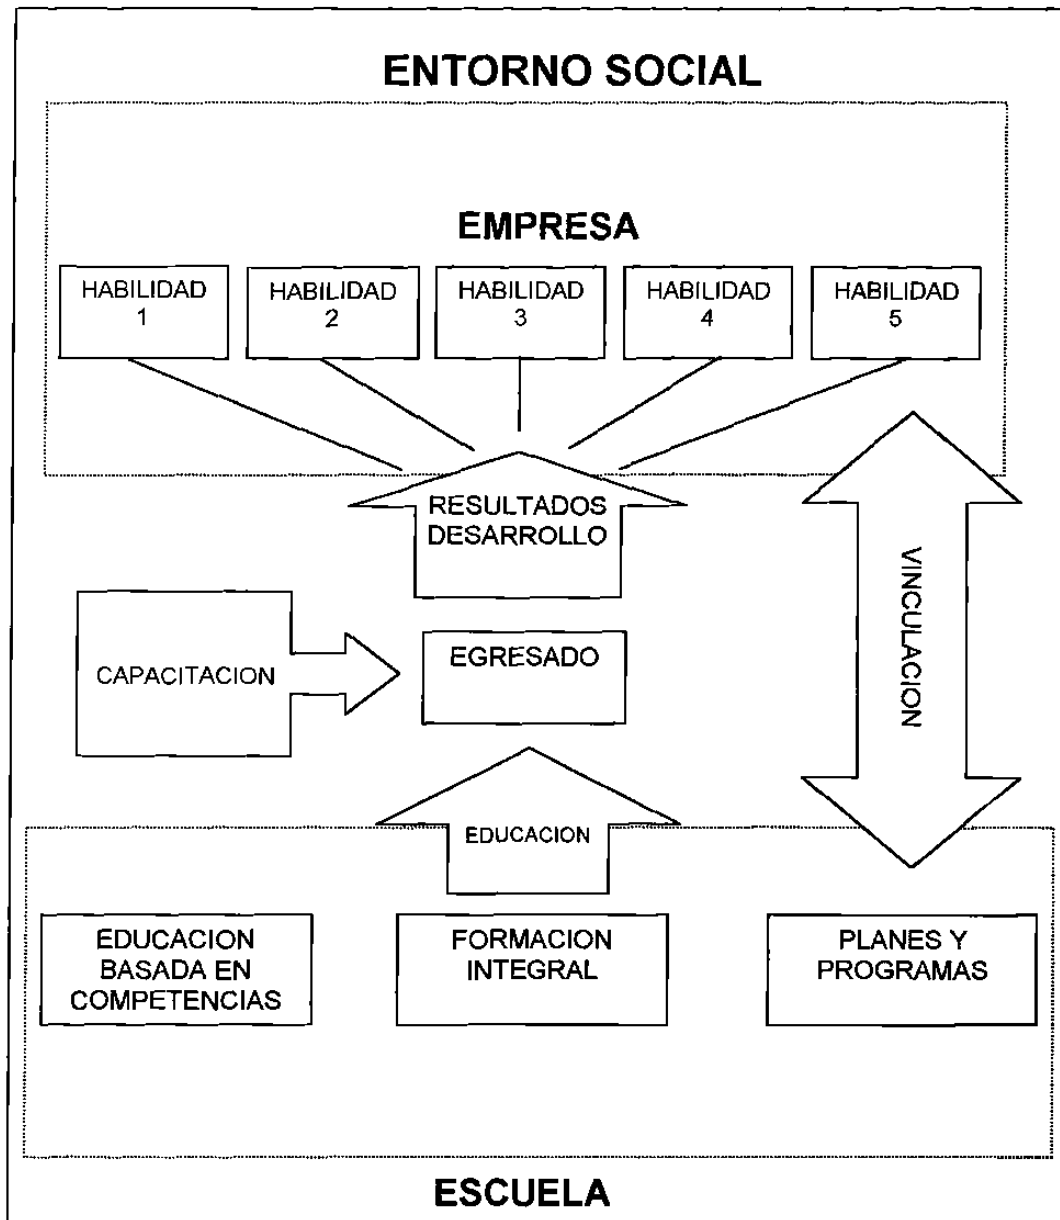 ENTORNO SOCIAL
EMPRESA
HABILIDAD
1
HABILIDAD
2
HABILIDAD
3
HABILIDAD
4
HABILIDAD
5
RESULTADOS
DESARROLLO
VINCULACION
CAPACITACION
EGRESADO
EDUCACION
EDUCACION
BASADA EN
COMPETENCIAS
FORMACION
INTEGRAL
PLANES Y
PROGRAMAS
ESCUELA